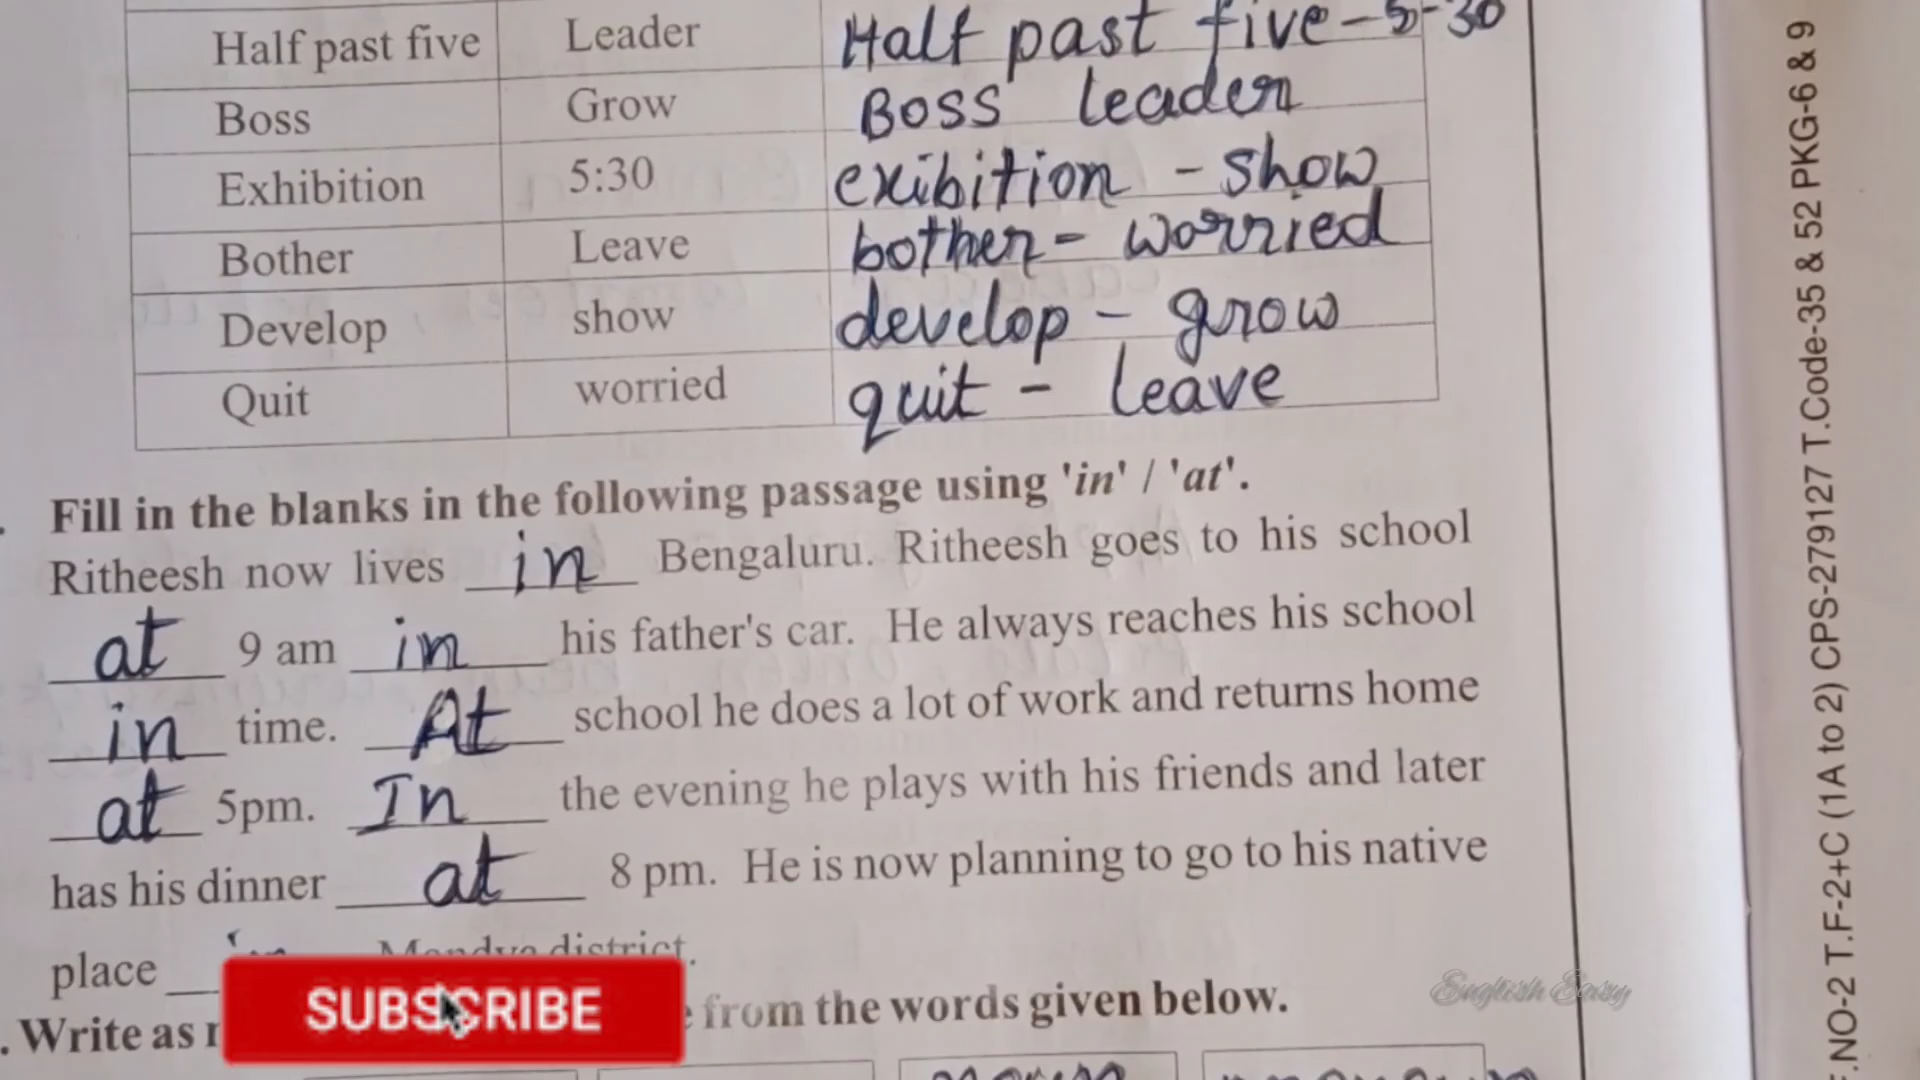 Half past five Leader Half past five - 5-30
Boss Grow Boss leader
Exhibition 5:30 exibition - show
Bother Leave bother - worried
Develop show develop - grow
Quit worried quit - leave
Fill in the blanks in the following passage using 'in' / 'at'.
Ritheesh now lives in Bengaluru. Ritheesh goes to his school
at 9 am in his father's car. He always reaches his school
in time. At school he does a lot of work and returns home
at 5pm. In the evening he plays with his friends and later
has his dinner at 8 pm. He is now planning to go to his native
place Mandya district.
Write as from the words given below.
SUBSCRIBE
English Easy
.NO-2 T.F-2+C (1A to 2) CPS-279127 T.Code-35 & 52 PKG-6 & 9